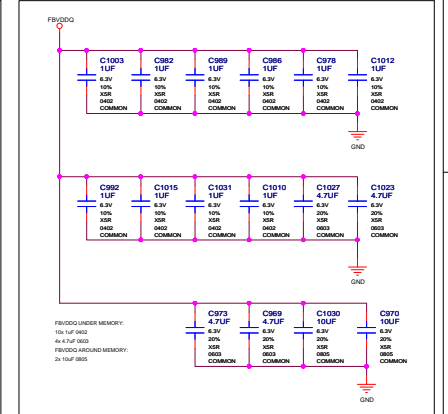 FBVDDQ
C1003 C982 C989 C986 C978 C1012
1UF 1UF 1UF 1UF 1UF 1UF
6.3V 6.3V 6.3V 6.3V 6.3V 6.3V
10% 10% 10% 10% 10% 10%
X5R X5R X5R X5R X5R X5R
0402 0402 0402 0402 0402 0402
COMMON COMMON COMMON COMMON COMMON COMMON
GND
C992 C1015 C1031 C1010 C1027 C1023
1UF 1UF 1UF 1UF 4.7UF 4.7UF
6.3V 6.3V 6.3V 6.3V 6.3V 6.3V
10% 10% 10% 10% 20% 20%
X5R X5R X5R X5R X5R X5R
0402 0402 0402 0402 0603 0603
COMMON COMMON COMMON COMMON COMMON COMMON
GND
C973 C969 C1030 C970
4.7UF 4.7UF 10UF 10UF
6.3V 6.3V 6.3V 6.3V
20% 20% 20% 20%
X5R X5R X5R X5R
0603 0603 0805 0805
COMMON COMMON COMMON COMMON
GND
FBVDDQ UNDER MEMORY:
10x 1uF 0402
4x 4.7uF 0603
FBVDDQ AROUND MEMORY:
2x 10uF 0805